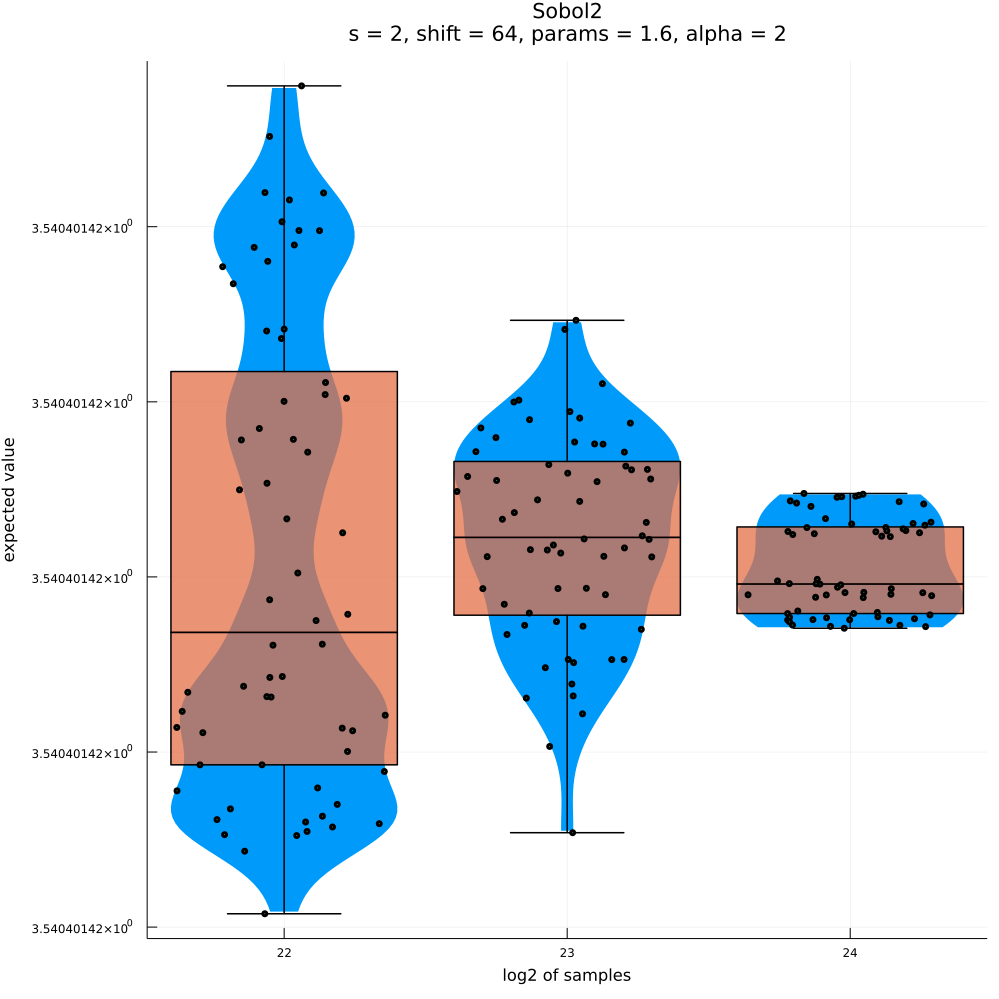 Sobol2
s = 2, shift = 64, params = 1.6, alpha = 2
3.54040142×10⁰
3.54040142×10⁰
3.54040142×10⁰
3.54040142×10⁰
3.54040142×10⁰
expected value
22 23 24
log2 of samples